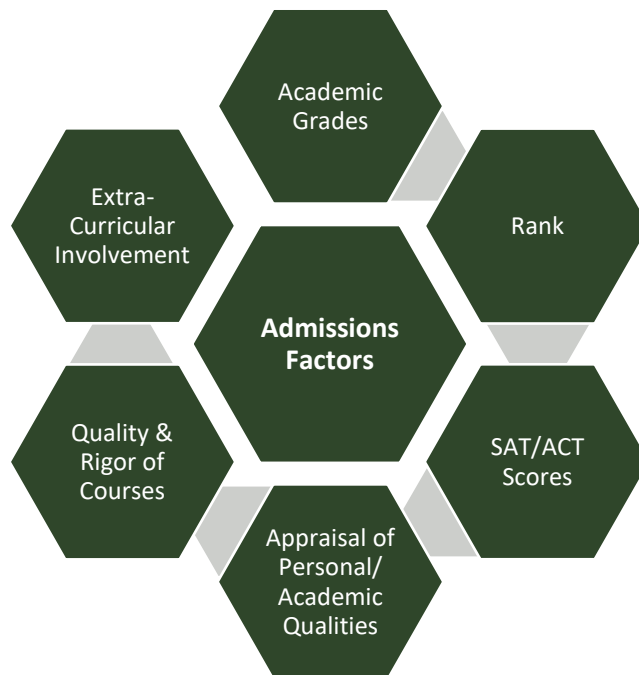 Academic
Grades
Rank
SAT/ACT
Scores
Appraisal of
Personal/
Academic
Qualities
Quality &
Rigor of
Courses
Extra-
Curricular
Involvement
Admissions
Factors